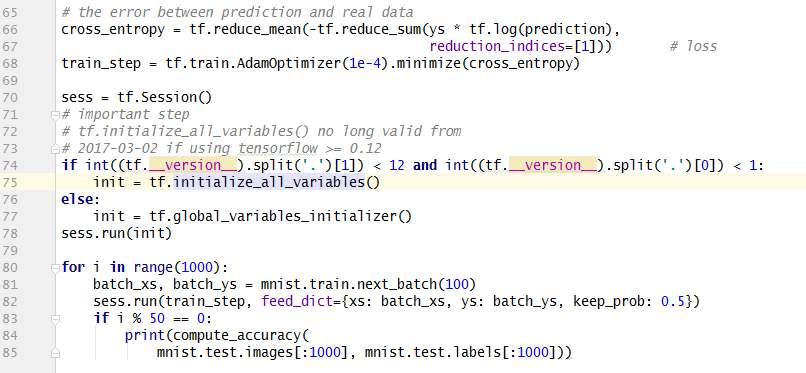 65 # the error between prediction and real data
66 cross_entropy = tf.reduce_mean(-tf.reduce_sum(ys * tf.log(prediction),
67                                               reduction_indices=[1]))       # loss
68 train_step = tf.train.AdamOptimizer(1e-4).minimize(cross_entropy)
69
70 sess = tf.Session()
71 # important step
72 # tf.initialize_all_variables() no long valid from
73 # 2017-03-02 if using tensorflow >= 0.12
74 if int((tf.__version__).split('.')[1]) < 12 and int((tf.__version__).split('.')[0]) < 1:
75     init = tf.initialize_all_variables()
76 else:
77     init = tf.global_variables_initializer()
78 sess.run(init)
79
80 for i in range(1000):
81     batch_xs, batch_ys = mnist.train.next_batch(100)
82     sess.run(train_step, feed_dict={xs: batch_xs, ys: batch_ys, keep_prob: 0.5})
83     if i % 50 == 0:
84         print(compute_accuracy(
85             mnist.test.images[:1000], mnist.test.labels[:1000]))